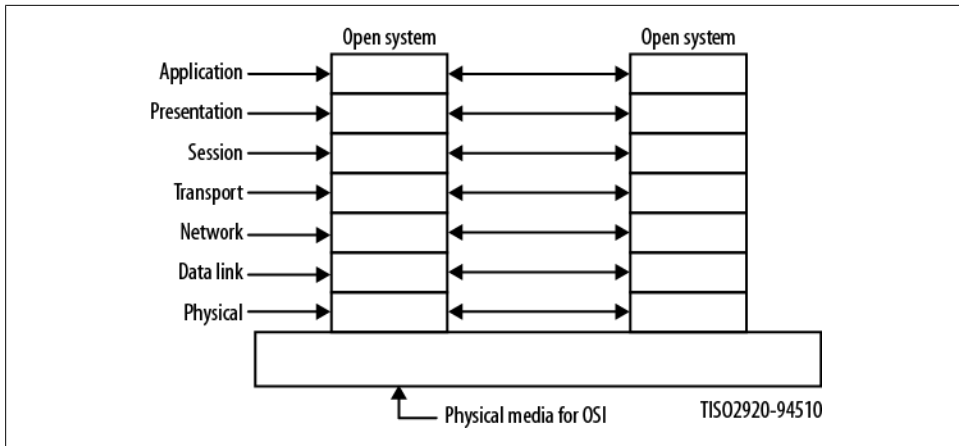 Open system
Open system
Application
Presentation
Session
Transport
Network
Data link
Physical
Physical media for OSI
TISO2920-94510